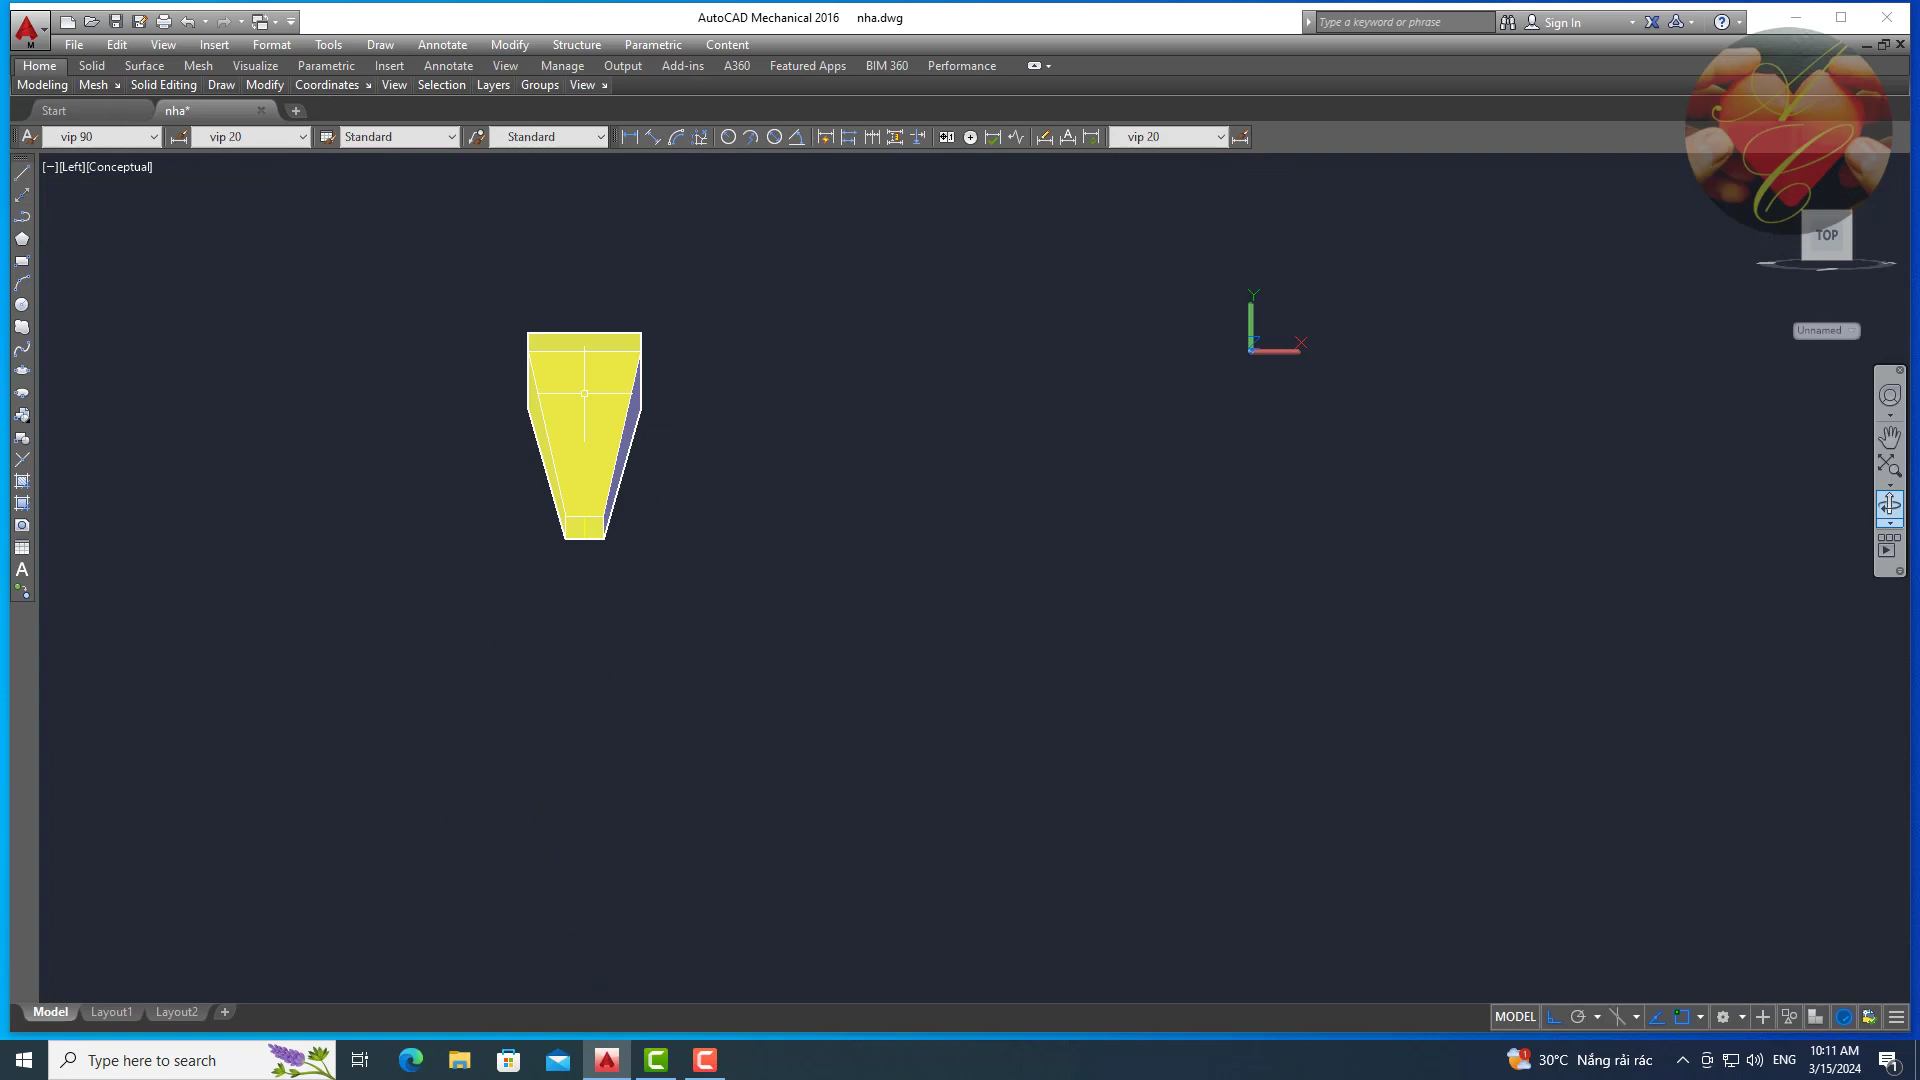 AutoCAD Mechanical 2016 nha.dwg
Type a keyword or phrase
Sign In
M
File Edit View Insert Format Tools Draw Annotate Modify Structure Parametric Content
Home Solid Surface Mesh Visualize Parametric Insert Annotate View Manage Output Add-ins A360 Featured Apps BIM 360 Performance
Modeling Mesh Solid Editing Draw Modify Coordinates View Selection Layers Groups View
Start nha*
vip 90 vip 20 Standard Standard vip 20
[−][Left][Conceptual]
TOP
Y
X
Unnamed
A
Model Layout1 Layout2
MODEL
Type here to search
1
30°C Nắng rải rác
ENG
10:11 AM
3/15/2024
1